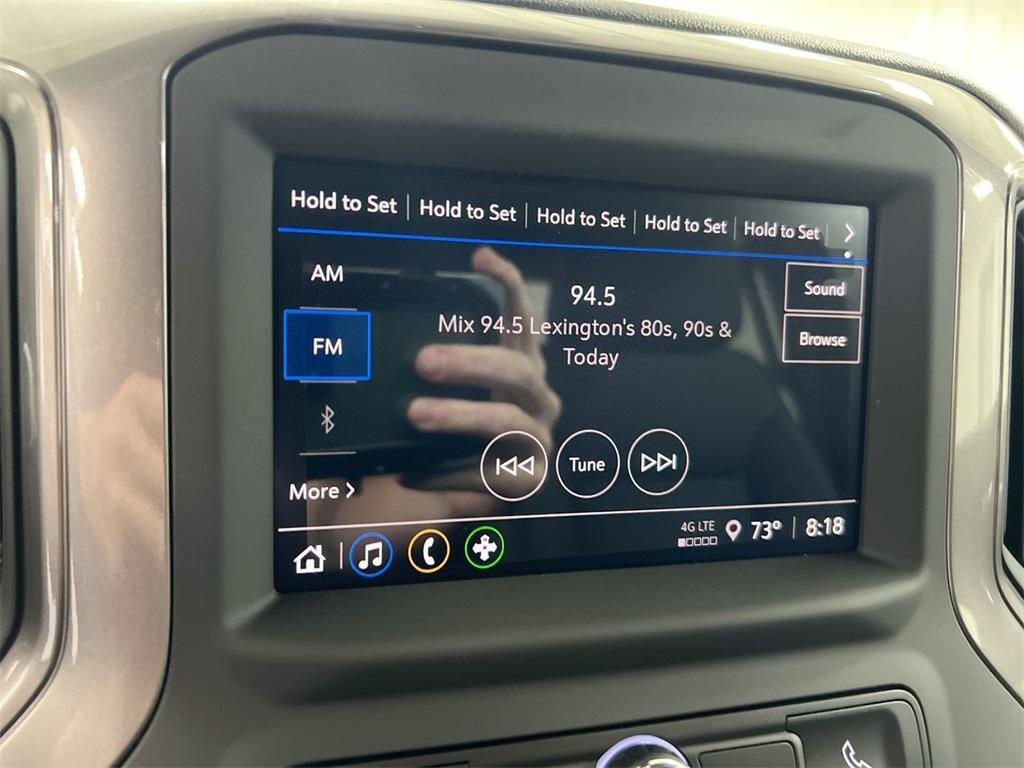 Hold to Set Hold to Set Hold to Set Hold to Set Hold to Set
AM
FM
More
94.5
Mix 94.5 Lexington's 80s, 90s &
Today
Tune
Sound
Browse
4G LTE
73°
8:18